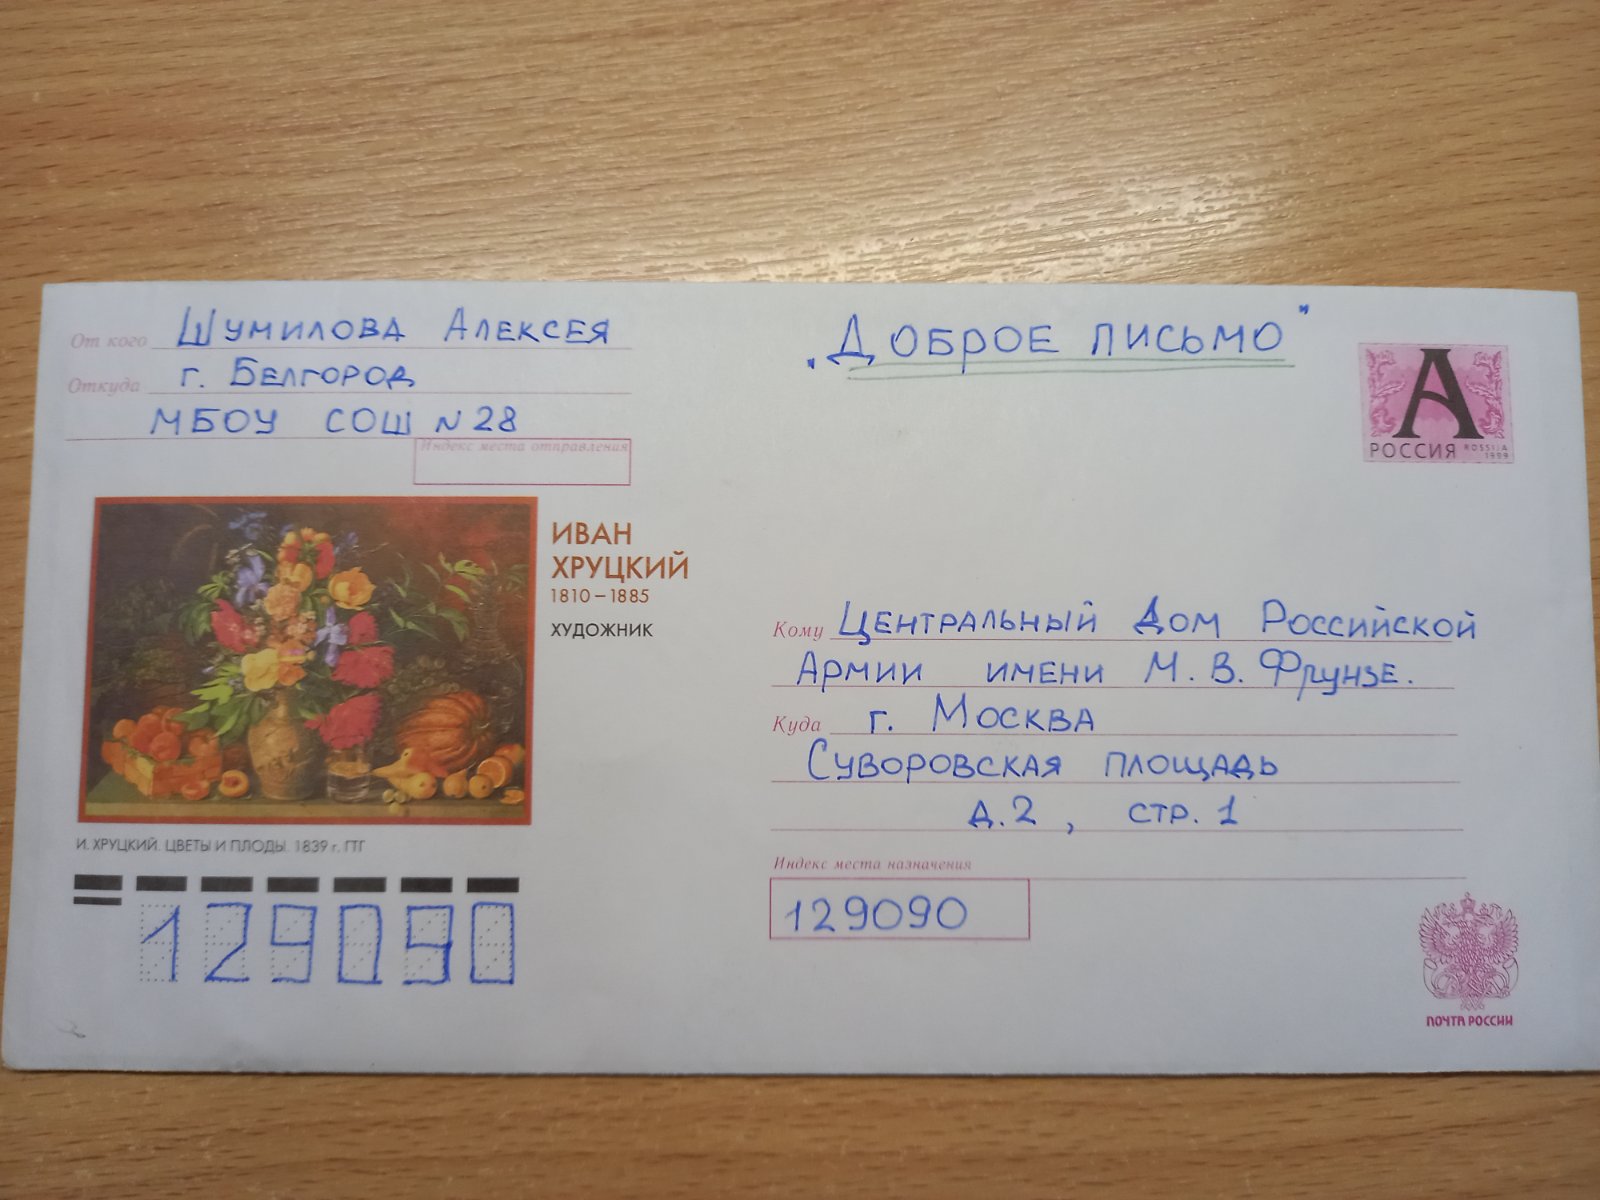 От кого Шумилова Алексея
Откуда г. Белгород
МБОУ СОШ N 28
Индекс места отправления
„Доброе письмо"
А
РОССИЯ ROSSIJA
1999
ИВАН
ХРУЦКИЙ
1810 – 1885
ХУДОЖНИК
И. ХРУЦКИЙ. ЦВЕТЫ И ПЛОДЫ. 1839 г. ГТГ
129090
Кому Центральный Дом Российской
Армии имени М. В. Фрунзе.
Куда г. Москва
Суворовская площадь
д. 2 , стр. 1
Индекс места назначения
129090
ПОЧТА РОССИИ